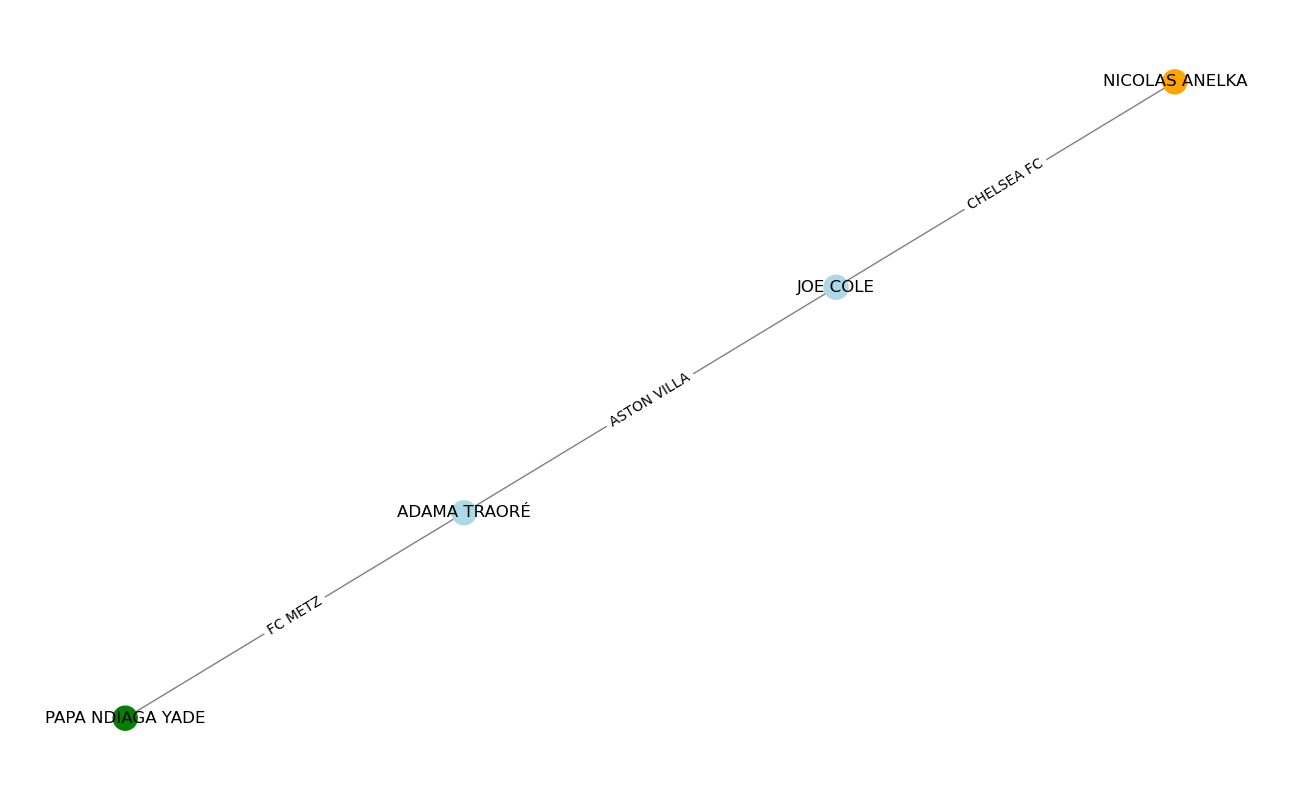 NICOLAS ANELKA
CHELSEA FC
JOE COLE
ASTON VILLA
ADAMA TRAORÉ
FC METZ
PAPA NDIAGA YADE